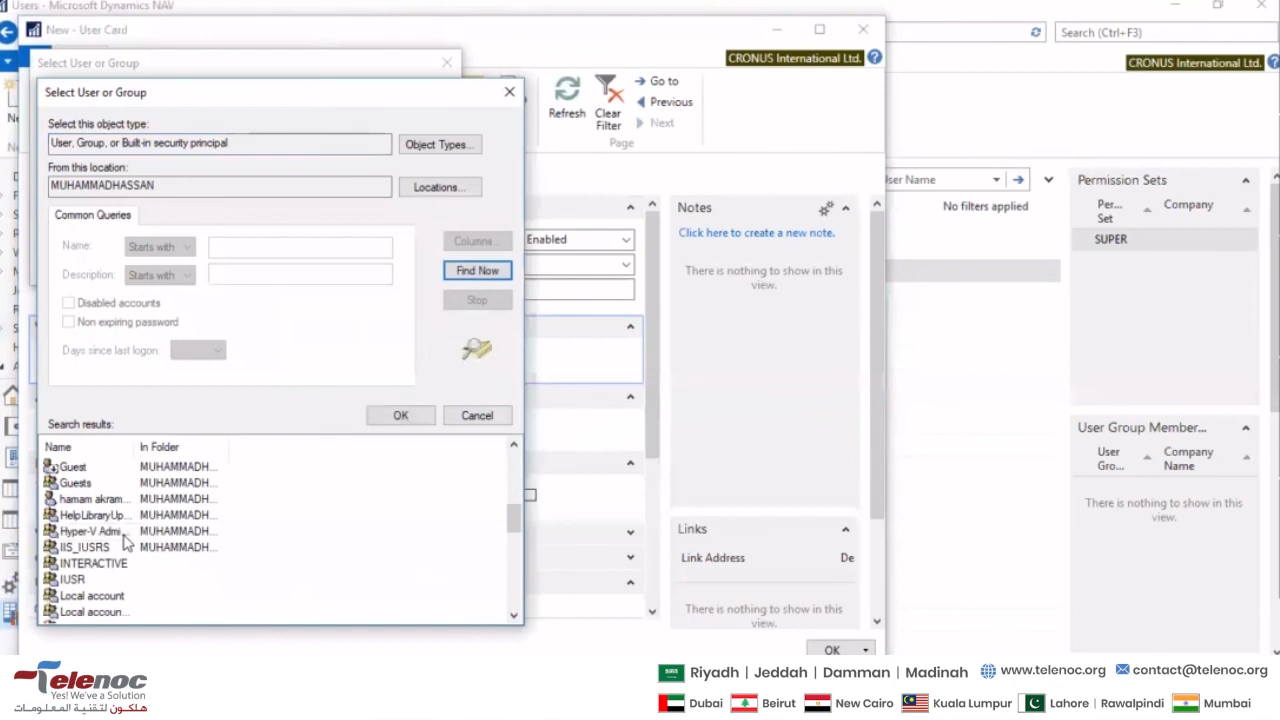 Users - Microsoft Dynamics NAV
New - User Card
Search (Ctrl+F3)
Select User or Group
CRONUS International Ltd.
CRONUS International Ltd.
Select User or Group
Go to
Previous
Next
Refresh
Clear
Filter
Page
Select this object type:
User, Group, or Built-in security principal
Object Types...
From this location:
MUHAMMADHASSAN
Locations...
Common Queries
Name:
Starts with
Columns...
Description:
Starts with
Find Now
Disabled accounts
Stop
Non expiring password
Days since last logon:
OK
Cancel
Search results:
Name
In Folder
Guest
MUHAMMADH...
Guests
MUHAMMADH...
hamam akram...
MUHAMMADH...
HelpLibraryUp...
MUHAMMADH...
Hyper-V Admi...
MUHAMMADH...
IIS_IUSRS
MUHAMMADH...
INTERACTIVE
IUSR
Local account
Local accoun...
Enabled
Notes
Click here to create a new note.
There is nothing to show in this
view.
Links
Link Address
De
There is nothing to show in this
view.
OK
User Name
No filters applied
Permission Sets
Per...
Set
Company
SUPER
User Group Member...
User
Gro...
Company
Name
There is nothing to show in this
view.
Telenoc
Yes! We've a Solution
هلكون لتقنية المعلومات
Riyadh | Jeddah | Damman | Madinah
www.telenoc.org
contact@telenoc.org
Dubai
Beirut
New Cairo
Kuala Lumpur
Lahore | Rawalpindi
Mumbai